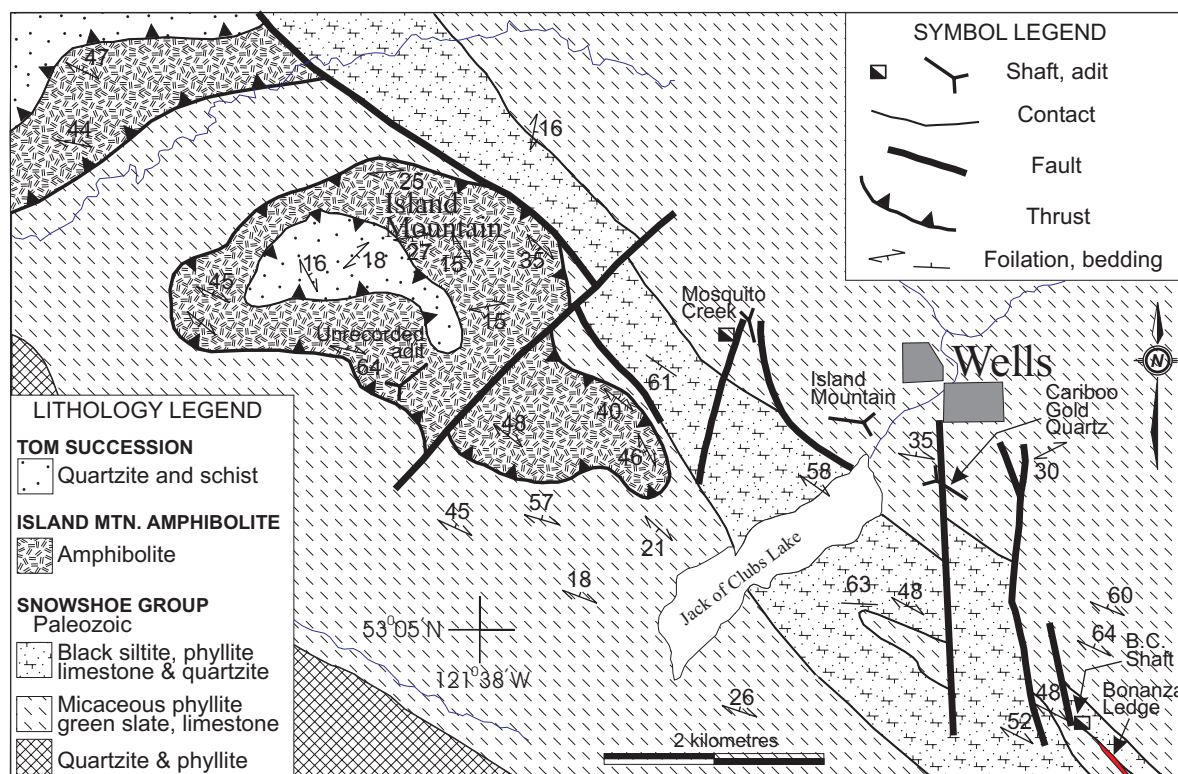 SYMBOL LEGEND
Shaft, adit
Contact
Fault
Thrust
Foilation, bedding
N
47
44
16
25
Island
Mountain
27
16
18
15
35
45
15
Unrecorded
adit
64
Mosquito
Creek
61
40
48
46
Island
Mountain
Wells
Cariboo
Gold
Quartz
35
30
58
45
57
21
18
Jack of Clubs Lake
63
48
60
64
B.C.
Shaft
48
Bonanza
Ledge
52
26
53°05'N
121°38'W
2 kilometres
LITHOLOGY LEGEND
TOM SUCCESSION
Quartzite and schist
ISLAND MTN. AMPHIBOLITE
Amphibolite
SNOWSHOE GROUP
Paleozoic
Black siltite, phyllite
limestone & quartzite
Micaceous phyllite
green slate, limestone
Quartzite & phyllite